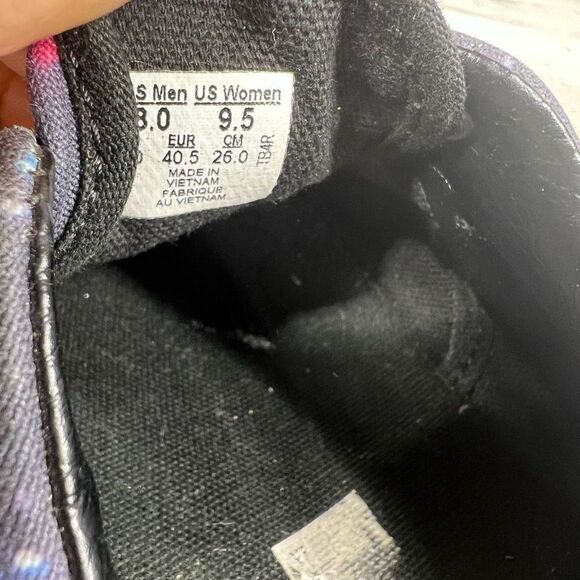 S Men US Women
8.0 9.5
EUR CM
40.5 26.0
MADE IN
VIETNAM
FABRIQUE
AU VIETNAM
TB4R